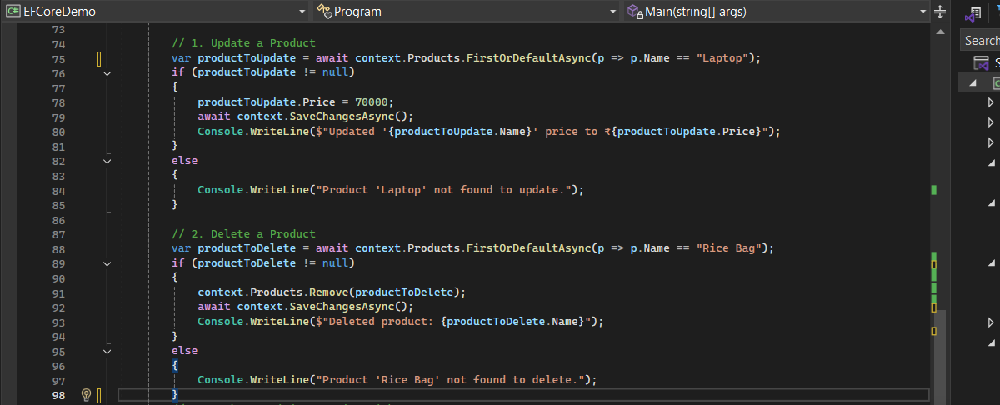 EFCoreDemo Program Main(string[] args)
Search
73
74 // 1. Update a Product
75 var productToUpdate = await context.Products.FirstOrDefaultAsync(p => p.Name == "Laptop");
76 if (productToUpdate != null)
77 {
78 productToUpdate.Price = 70000;
79 await context.SaveChangesAsync();
80 Console.WriteLine($"Updated '{productToUpdate.Name}' price to ₹{productToUpdate.Price}");
81 }
82 else
83 {
84 Console.WriteLine("Product 'Laptop' not found to update.");
85 }
86
87 // 2. Delete a Product
88 var productToDelete = await context.Products.FirstOrDefaultAsync(p => p.Name == "Rice Bag");
89 if (productToDelete != null)
90 {
91 context.Products.Remove(productToDelete);
92 await context.SaveChangesAsync();
93 Console.WriteLine($"Deleted product: {productToDelete.Name}");
94 }
95 else
96 {
97 Console.WriteLine("Product 'Rice Bag' not found to delete.");
98 }